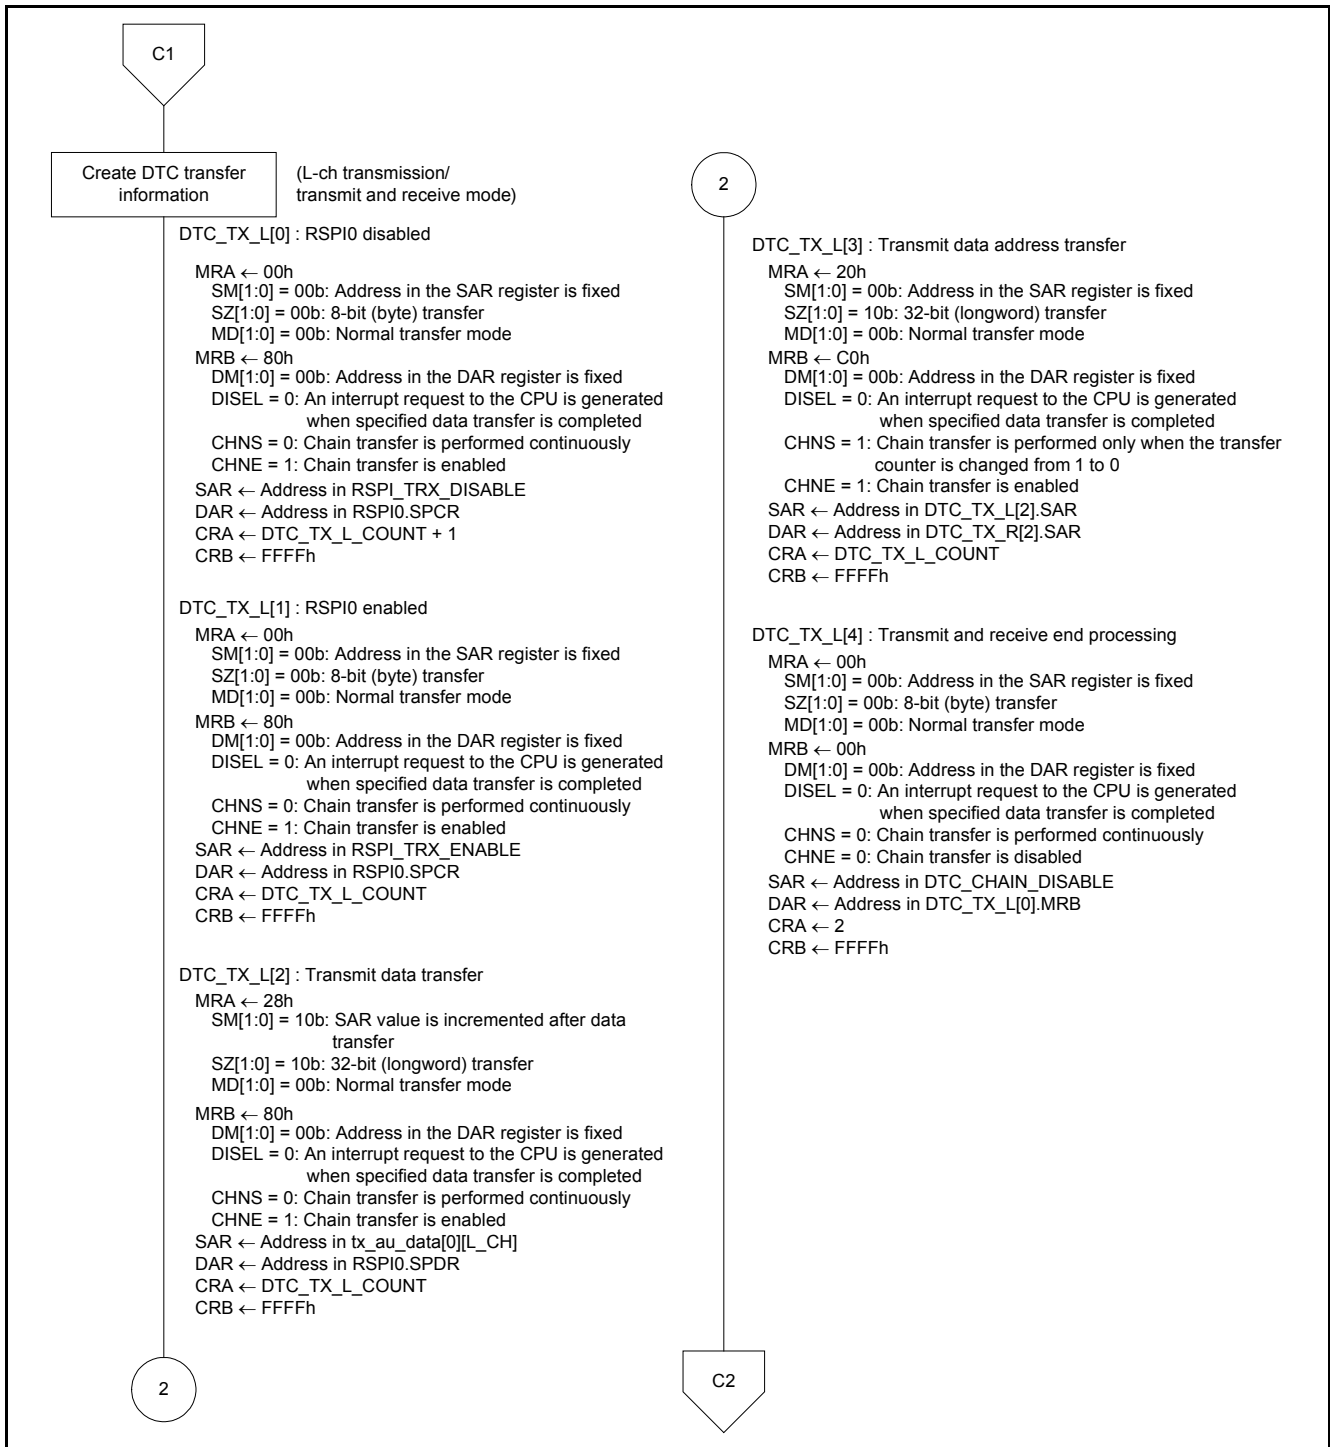 C1
Create DTC transfer
information
(L-ch transmission/
transmit and receive mode)
DTC_TX_L[0] : RSPI0 disabled
MRA ← 00h
SM[1:0] = 00b: Address in the SAR register is fixed
SZ[1:0] = 00b: 8-bit (byte) transfer
MD[1:0] = 00b: Normal transfer mode
MRB ← 80h
DM[1:0] = 00b: Address in the DAR register is fixed
DISEL = 0: An interrupt request to the CPU is generated
when specified data transfer is completed
CHNS = 0: Chain transfer is performed continuously
CHNE = 1: Chain transfer is enabled
SAR ← Address in RSPI_TRX_DISABLE
DAR ← Address in RSPI0.SPCR
CRA ← DTC_TX_L_COUNT + 1
CRB ← FFFFh
DTC_TX_L[1] : RSPI0 enabled
MRA ← 00h
SM[1:0] = 00b: Address in the SAR register is fixed
SZ[1:0] = 00b: 8-bit (byte) transfer
MD[1:0] = 00b: Normal transfer mode
MRB ← 80h
DM[1:0] = 00b: Address in the DAR register is fixed
DISEL = 0: An interrupt request to the CPU is generated
when specified data transfer is completed
CHNS = 0: Chain transfer is performed continuously
CHNE = 1: Chain transfer is enabled
SAR ← Address in RSPI_TRX_ENABLE
DAR ← Address in RSPI0.SPCR
CRA ← DTC_TX_L_COUNT
CRB ← FFFFh
DTC_TX_L[2] : Transmit data transfer
MRA ← 28h
SM[1:0] = 10b: SAR value is incremented after data
transfer
SZ[1:0] = 10b: 32-bit (longword) transfer
MD[1:0] = 00b: Normal transfer mode
MRB ← 80h
DM[1:0] = 00b: Address in the DAR register is fixed
DISEL = 0: An interrupt request to the CPU is generated
when specified data transfer is completed
CHNS = 0: Chain transfer is performed continuously
CHNE = 1: Chain transfer is enabled
SAR ← Address in tx_au_data[0][L_CH]
DAR ← Address in RSPI0.SPDR
CRA ← DTC_TX_L_COUNT
CRB ← FFFFh
2
2
DTC_TX_L[3] : Transmit data address transfer
MRA ← 20h
SM[1:0] = 00b: Address in the SAR register is fixed
SZ[1:0] = 10b: 32-bit (longword) transfer
MD[1:0] = 00b: Normal transfer mode
MRB ← C0h
DM[1:0] = 00b: Address in the DAR register is fixed
DISEL = 0: An interrupt request to the CPU is generated
when specified data transfer is completed
CHNS = 1: Chain transfer is performed only when the transfer
counter is changed from 1 to 0
CHNE = 1: Chain transfer is enabled
SAR ← Address in DTC_TX_L[2].SAR
DAR ← Address in DTC_TX_R[2].SAR
CRA ← DTC_TX_L_COUNT
CRB ← FFFFh
DTC_TX_L[4] : Transmit and receive end processing
MRA ← 00h
SM[1:0] = 00b: Address in the SAR register is fixed
SZ[1:0] = 00b: 8-bit (byte) transfer
MD[1:0] = 00b: Normal transfer mode
MRB ← 00h
DM[1:0] = 00b: Address in the DAR register is fixed
DISEL = 0: An interrupt request to the CPU is generated
when specified data transfer is completed
CHNS = 0: Chain transfer is performed continuously
CHNE = 0: Chain transfer is disabled
SAR ← Address in DTC_CHAIN_DISABLE
DAR ← Address in DTC_TX_L[0].MRB
CRA ← 2
CRB ← FFFFh
C2